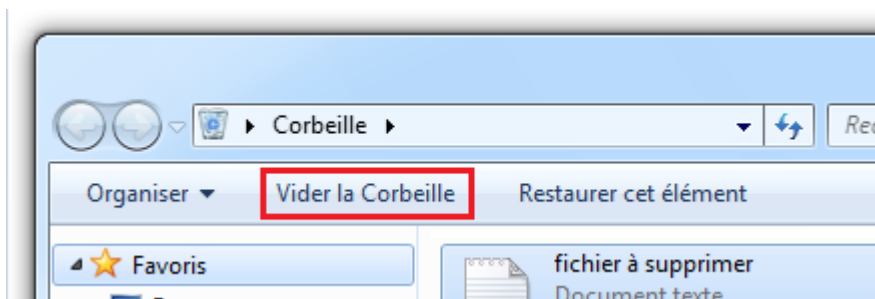 Corbeille
Organiser Vider la Corbeille Restaurer cet élément
Favoris
fichier à supprimer
Document texte